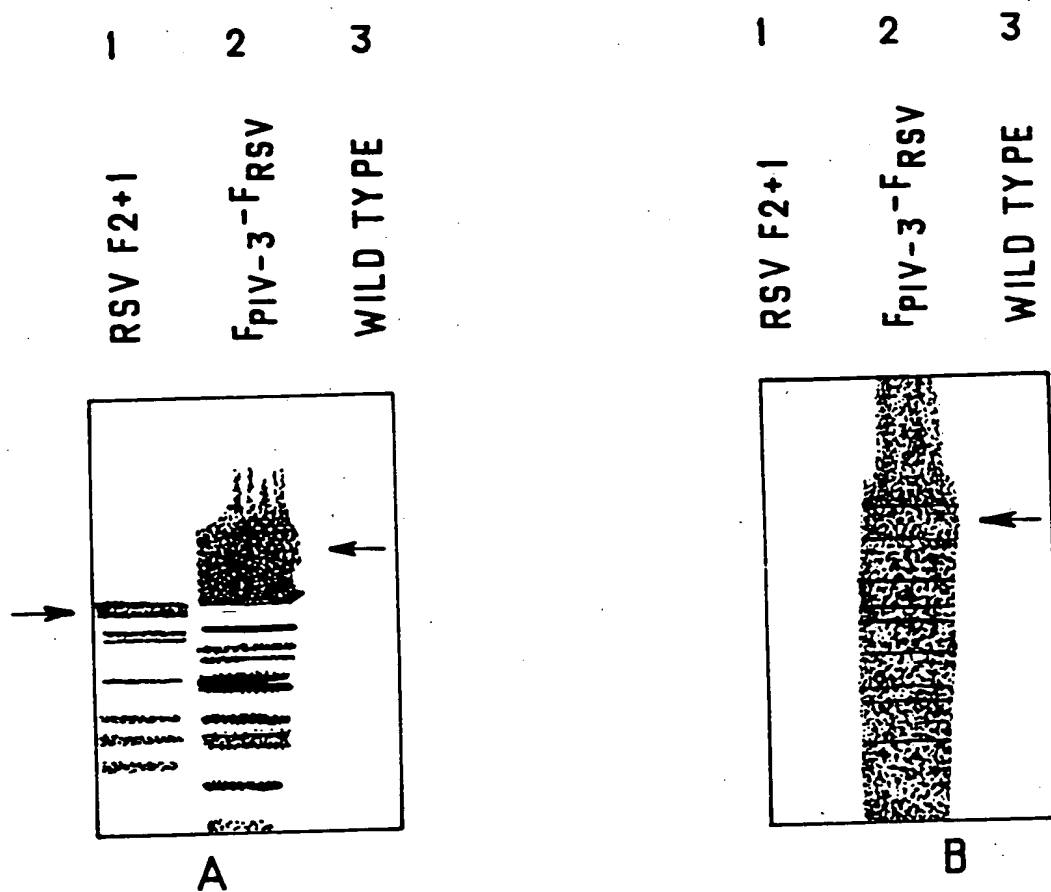 1 2 3
RSV F2+1
FPIV-3-FRSV
WILD TYPE
A
1 2 3
RSV F2+1
FPIV-3-FRSV
WILD TYPE
B